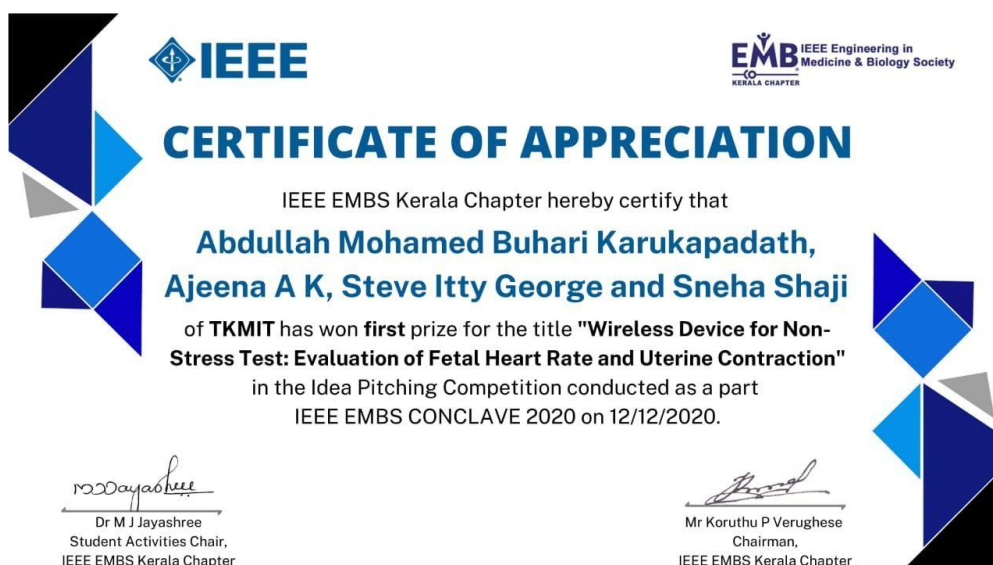 IEEE
EMB IEEE Engineering in
Medicine & Biology Society
KERALA CHAPTER
CERTIFICATE OF APPRECIATION
IEEE EMBS Kerala Chapter hereby certify that
Abdullah Mohamed Buhari Karukapadath,
Ajeena A K, Steve Itty George and Sneha Shaji
of TKMIT has won first prize for the title "Wireless Device for Non-
Stress Test: Evaluation of Fetal Heart Rate and Uterine Contraction"
in the Idea Pitching Competition conducted as a part
IEEE EMBS CONCLAVE 2020 on 12/12/2020.
Dr M J Jayashree
Student Activities Chair,
IEEE EMBS Kerala Chapter
Mr Koruthu P Verughese
Chairman,
IEEE EMBS Kerala Chapter